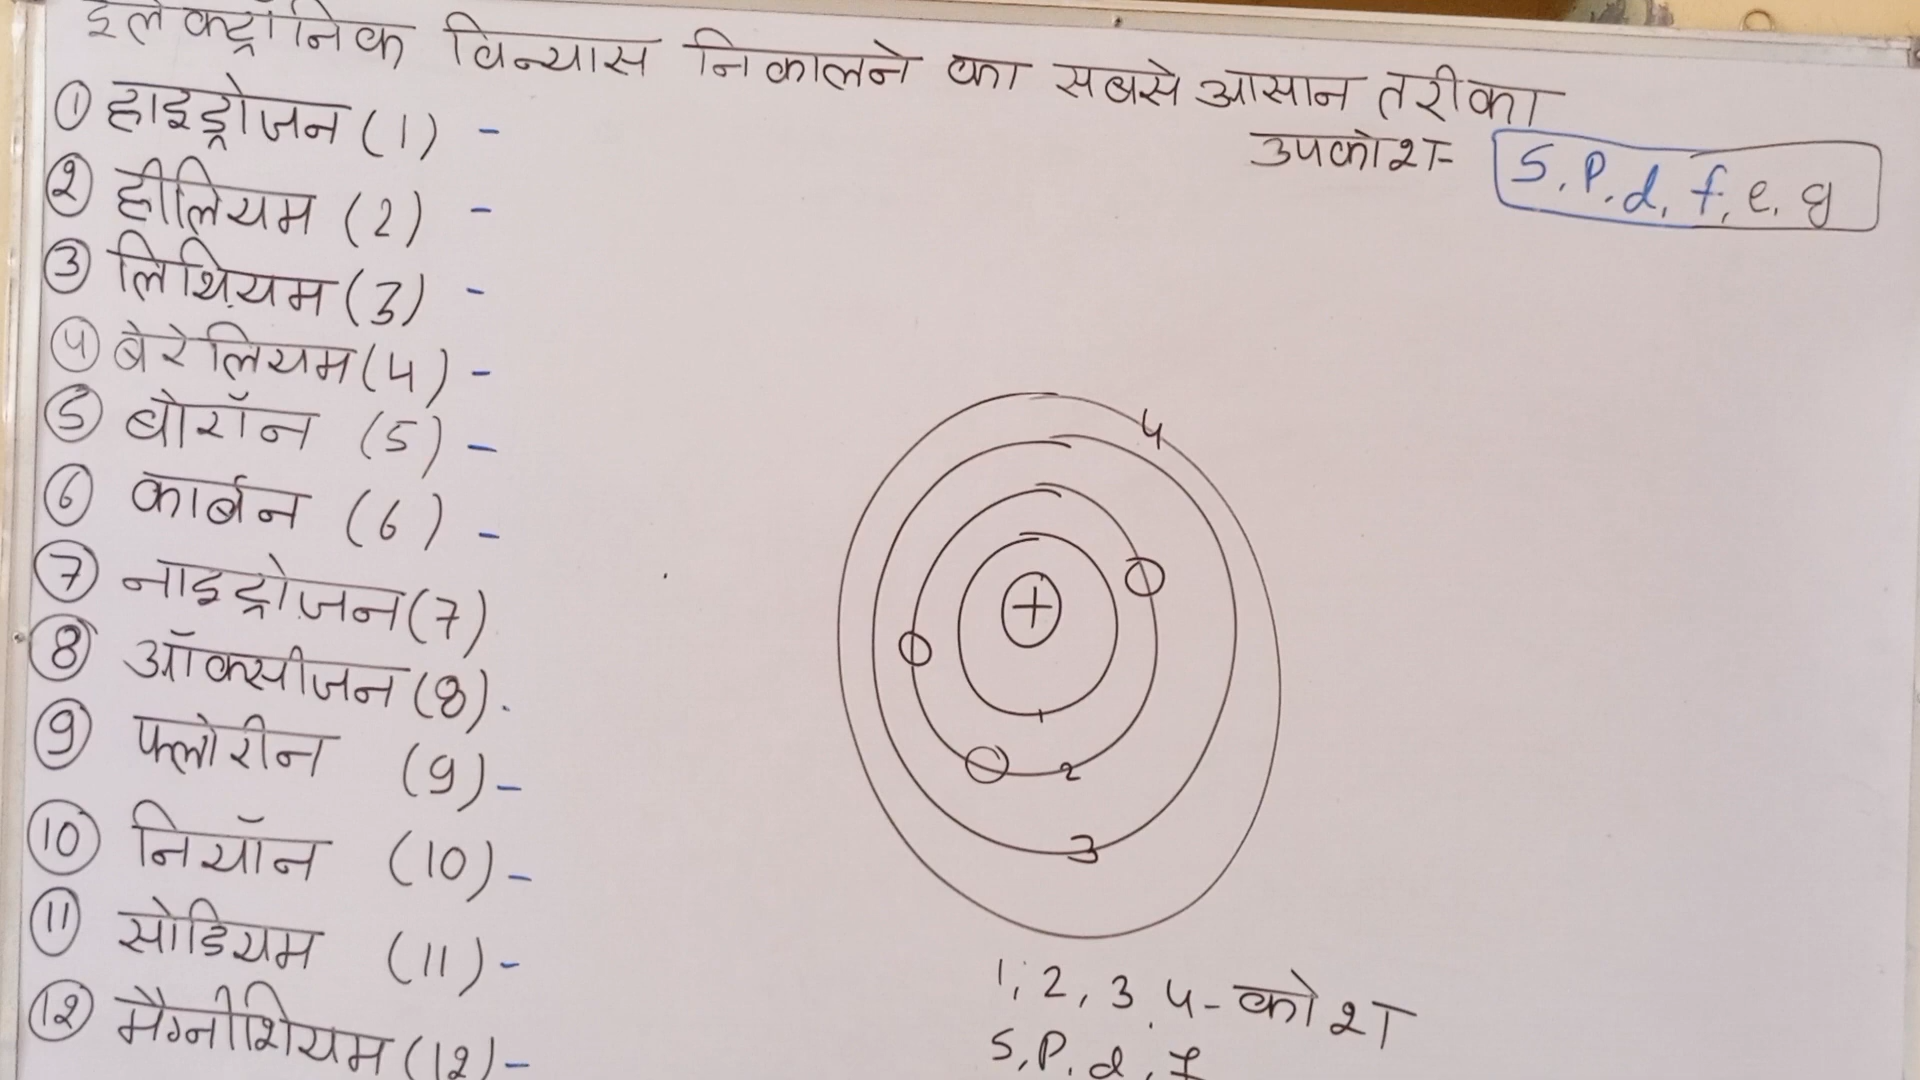 इलेक्ट्रॉनिक विन्यास निकालने का सबसे आसान तरीका
उपकोश- S, P, d, f, e, g
① हाइड्रोजन (1) -
② हीलियम (2) -
③ लिथियम (3) -
④ बेरेलियम (4) -
⑤ बोरॉन (5) -
⑥ कार्बन (6) -
⑦ नाइट्रोजन (7)
⑧ ऑक्सीजन (8) -
⑨ फ्लोरीन (9) -
⑩ नियॉन (10) -
⑪ सोडियम (11) -
⑫ मैग्नीशियम (12) -
4
+
1
2
3
1, 2, 3, 4 - कोश
S, P, d, f